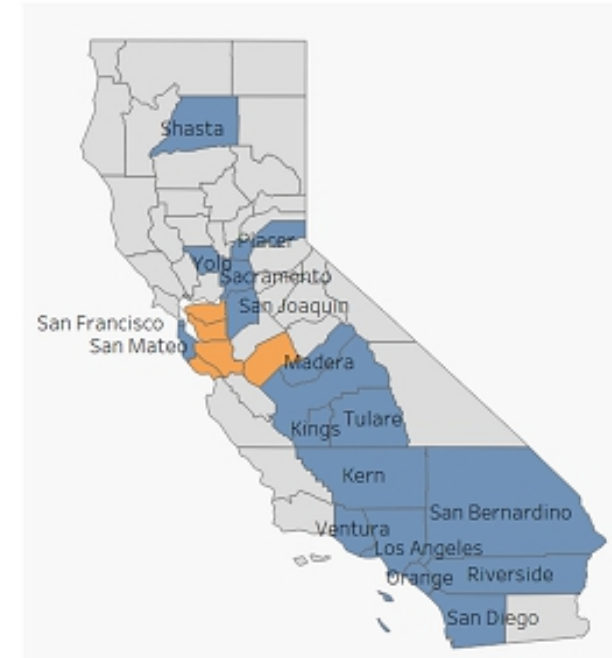 Shasta
Placer
Yolo
Sacramento
San Joaquin
San Francisco
San Mateo
Madera
Kings
Tulare
Kern
San Bernardino
Ventura
Los Angeles
Orange
Riverside
San Diego